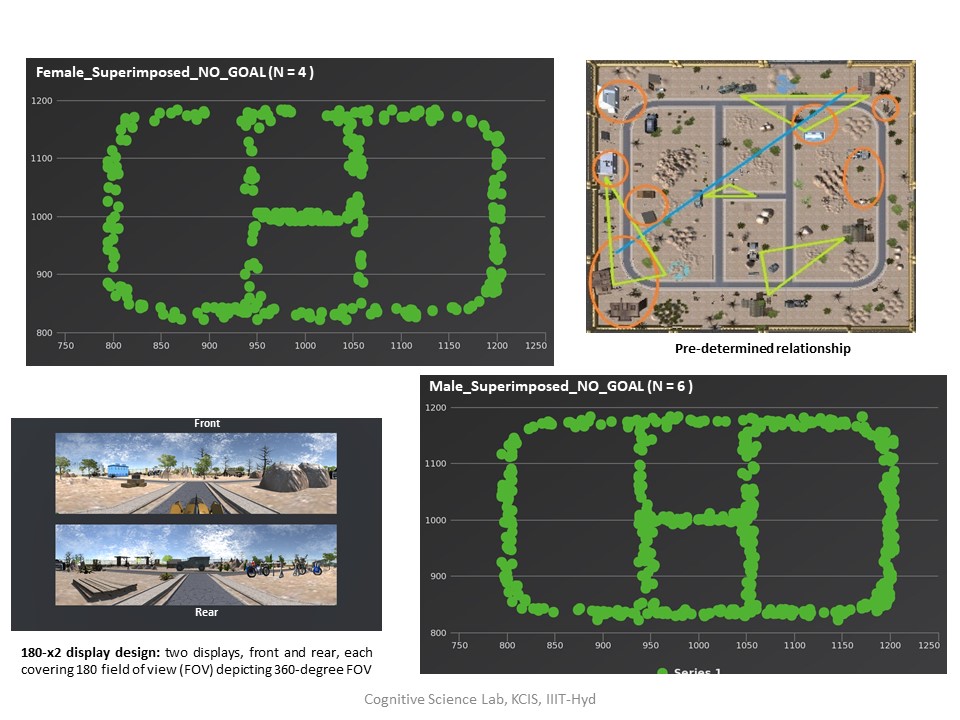 Female_Superimposed_NO_GOAL (N = 4 )
1200
1100
1000
900
800
750 800 850 900 950 1000 1050 1100 1150 1200 1250
Pre-determined relationship
Male_Superimposed_NO_GOAL (N = 6 )
1200
1100
1000
900
800
750 800 850 900 950 1000 1050 1100 1150 1200 1250
Series 1
Front
Rear
180-x2 display design: two displays, front and rear, each
covering 180 field of view (FOV) depicting 360-degree FOV
Cognitive Science Lab, KCIS, IIIT-Hyd